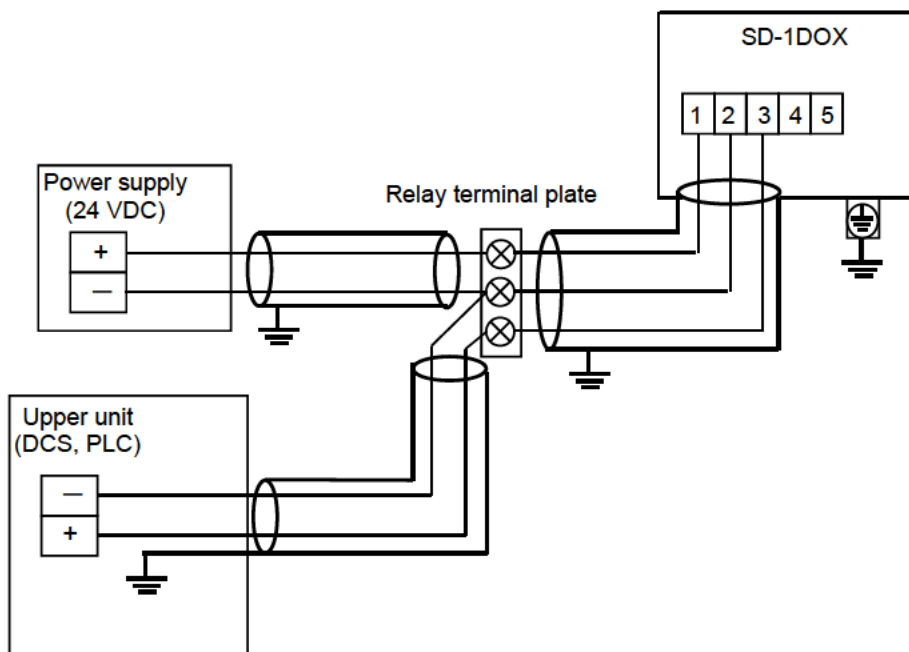 SD-1DOX
1 2 3 4 5
Power supply
(24 VDC)
+
—
Relay terminal plate
Upper unit
(DCS, PLC)
—
+